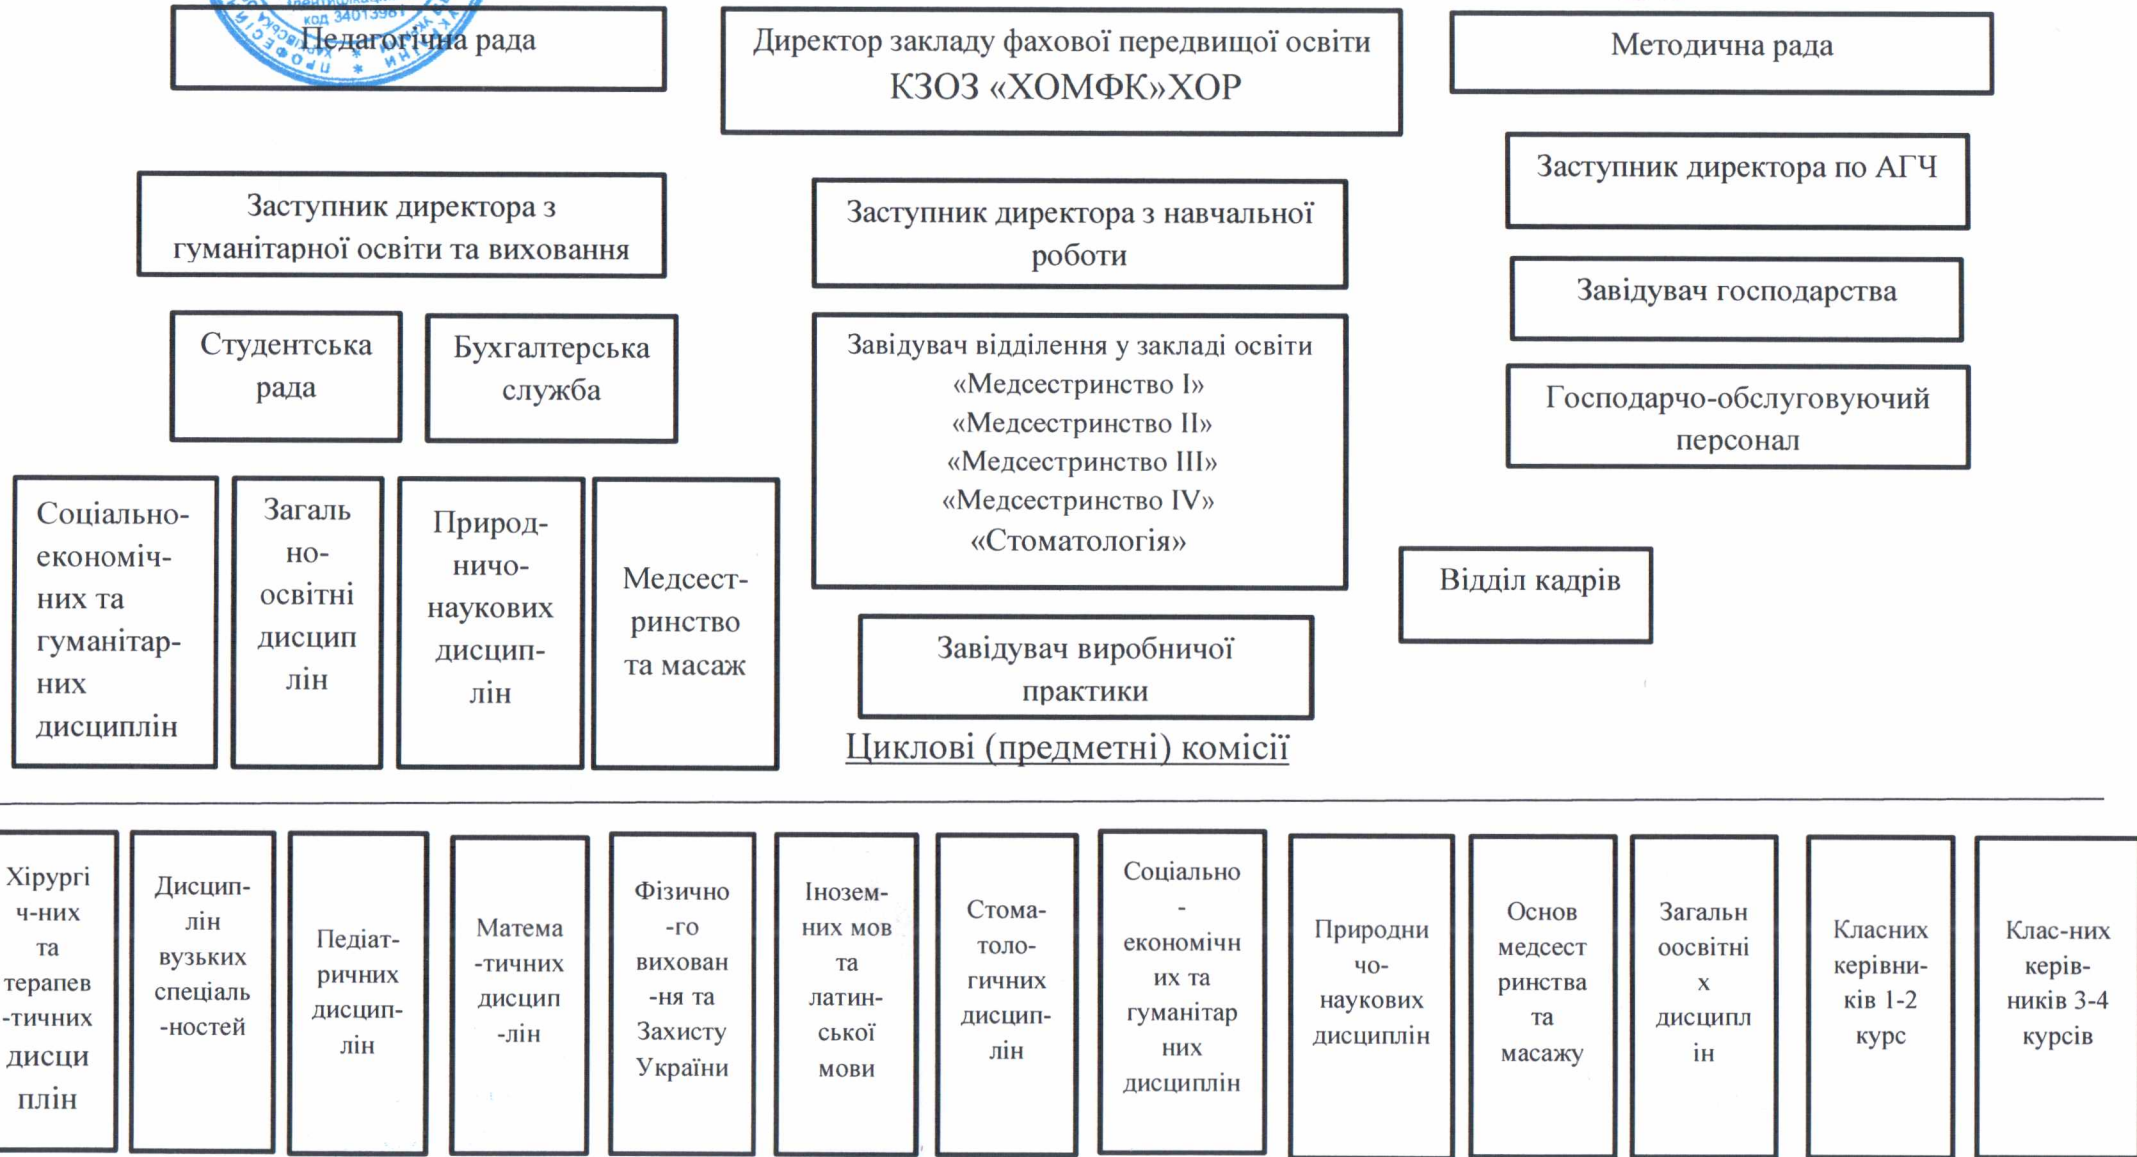 код 34013981
Педагогічна рада
Директор закладу фахової передвищої освіти
КЗОЗ «ХОМФК»ХОР
Методична рада
Заступник директора з
гуманітарної освіти та виховання
Заступник директора з навчальної
роботи
Заступник директора по АГЧ
Завідувач господарства
Господарчо-обслуговуючий
персонал
Студентська
рада
Бухгалтерська
служба
Завідувач відділення у закладі освіти
«Медсестринство I»
«Медсестринство II»
«Медсестринство III»
«Медсестринство IV»
«Стоматологія»
Відділ кадрів
Соціально-
економіч-
них та
гуманітар-
них
дисциплін
Загаль
но-
освітні
дисцип
лін
Природ-
ничо-
наукових
дисцип-
лін
Медсест-
ринство
та масаж
Завідувач виробничої
практики
Циклові (предметні) комісії
Хірургі
ч-них
та
терапев
-тичних
дисци
плін
Дисцип-
лін
вузьких
спеціаль
-ностей
Педіат-
ричних
дисцип-
лін
Матема
-тичних
дисцип
-лін
Фізично
-го
вихован
-ня та
Захисту
України
Інозем-
них мов
та
латин-
ської
мови
Стома-
толо-
гичних
дисцип-
лін
Соціально
-
економічн
их та
гуманітар
них
дисциплін
Природни
чо-
наукових
дисциплін
Основ
медсест
ринства
та
масажу
Загальн
оосвітні
х
дисципл
ін
Класних
керівни-
ків 1-2
курс
Клас-них
керів-
ників 3-4
курсів